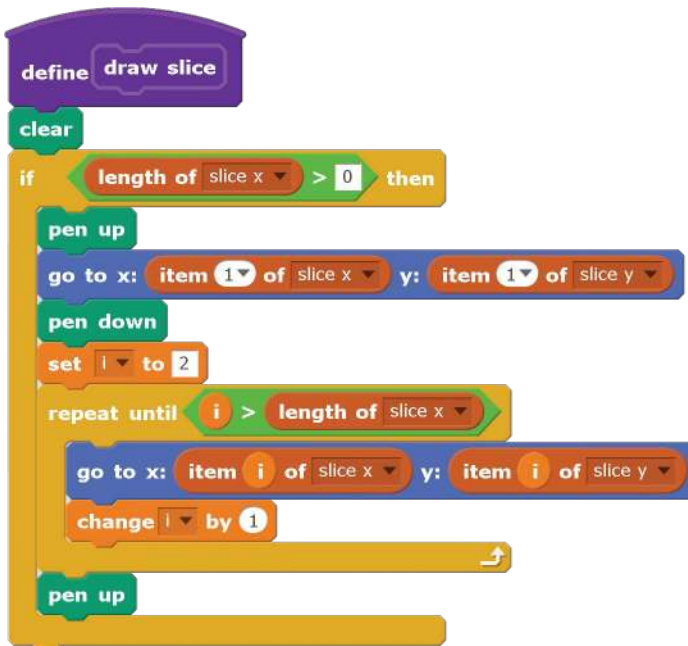 define draw slice
clear
if length of slice x > 0 then
pen up
go to x: item 1 of slice x y: item 1 of slice y
pen down
set i to 2
repeat until i > length of slice x
go to x: item i of slice x y: item i of slice y
change i by 1
pen up